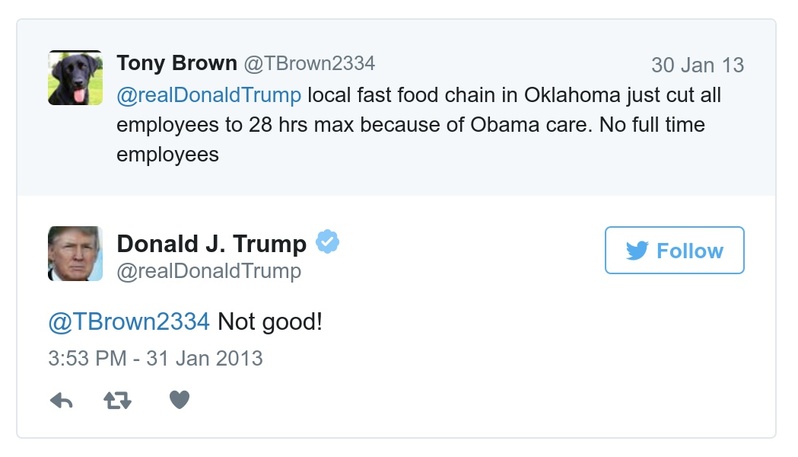 Tony Brown @TBrown2334 30 Jan 13
@realDonaldTrump local fast food chain in Oklahoma just cut all
employees to 28 hrs max because of Obama care. No full time
employees
Donald J. Trump
Follow
@realDonaldTrump
@TBrown2334 Not good!
3:53 PM - 31 Jan 2013